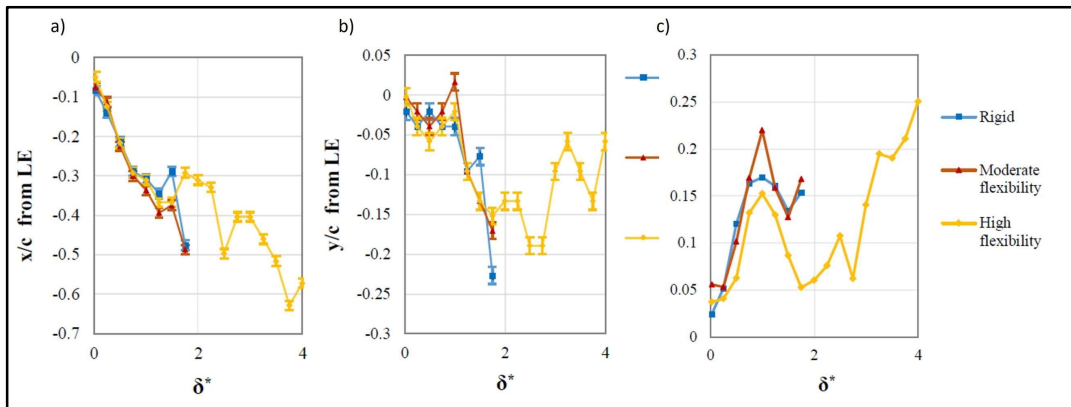 a)
x/c from LE
0
-0.1
-0.2
-0.3
-0.4
-0.5
-0.6
-0.7
0
2
4
δ*
b)
y/c from LE
0.05
0
-0.05
-0.1
-0.15
-0.2
-0.25
-0.3
0
2
4
δ*
c)
0.3
0.25
0.2
0.15
0.1
0.05
0
0
2
4
δ*
Rigid
Moderate
flexibility
High
flexibility